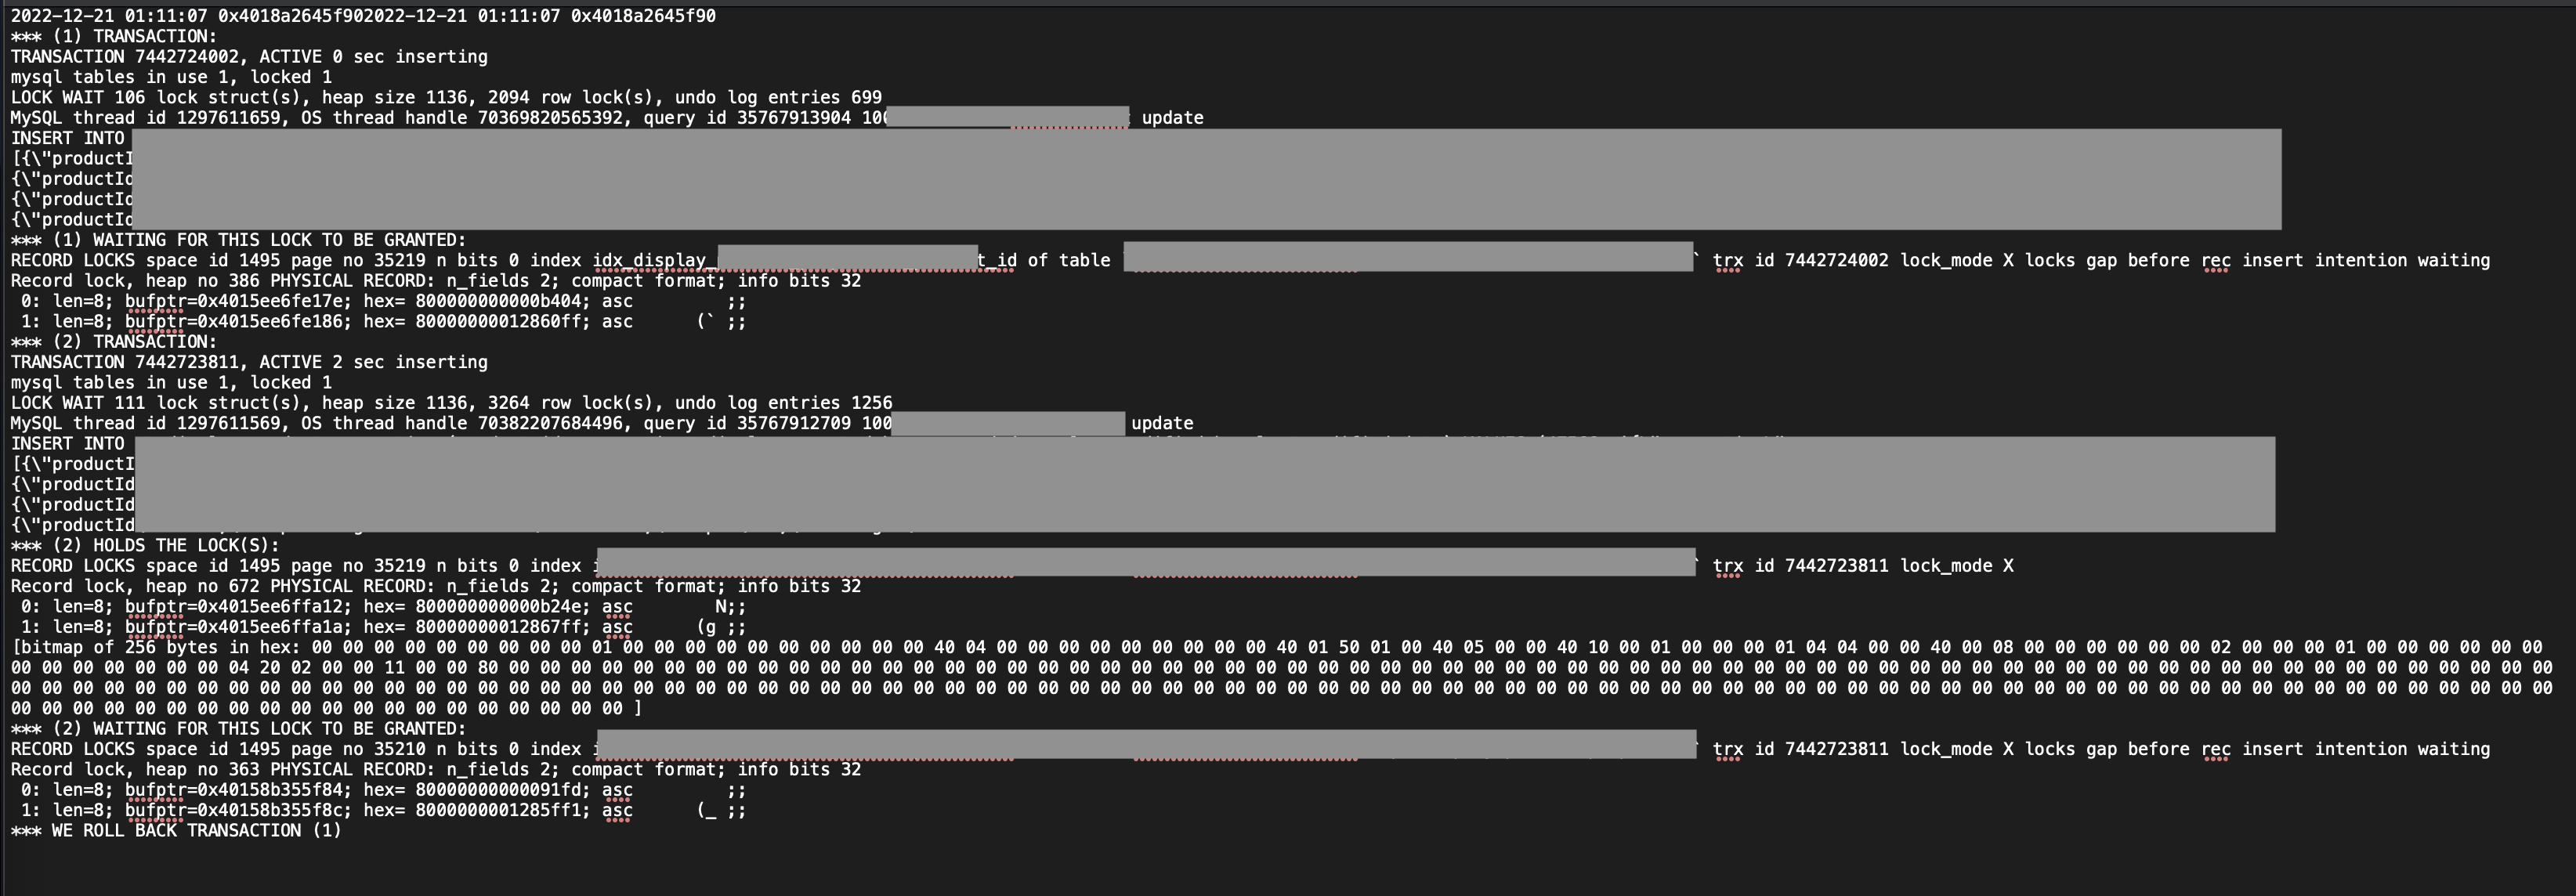 2022-12-21 01:11:07 0x4018a2645f902022-12-21 01:11:07 0x4018a2645f90
*** (1) TRANSACTION:
TRANSACTION 7442724002, ACTIVE 0 sec inserting
mysql tables in use 1, locked 1
LOCK WAIT 106 lock struct(s), heap size 1136, 2094 row lock(s), undo log entries 699
MySQL thread id 1297611659, OS thread handle 70369820565392, query id 35767913904 10 update
INSERT INTO
[{\"productI
{\"productId
{\"productId
{\"productId
*** (1) WAITING FOR THIS LOCK TO BE GRANTED:
RECORD LOCKS space id 1495 page no 35219 n bits 0 index idx_display_ t_id of table ` trx id 7442724002 lock_mode X locks gap before rec insert intention waiting
Record lock, heap no 386 PHYSICAL RECORD: n_fields 2; compact format; info bits 32
0: len=8; bufptr=0x4015ee6fe17e; hex= 800000000000b404; asc ;;
1: len=8; bufptr=0x4015ee6fe186; hex= 80000000012860ff; asc (` ;;
*** (2) TRANSACTION:
TRANSACTION 7442723811, ACTIVE 2 sec inserting
mysql tables in use 1, locked 1
LOCK WAIT 111 lock struct(s), heap size 1136, 3264 row lock(s), undo log entries 1256
MySQL thread id 1297611569, OS thread handle 70382207684496, query id 35767912709 100 update
INSERT INTO
[{\"productI
{\"productId
{\"productId
{\"productId
*** (2) HOLDS THE LOCK(S):
RECORD LOCKS space id 1495 page no 35219 n bits 0 index i ` trx id 7442723811 lock_mode X
Record lock, heap no 672 PHYSICAL RECORD: n_fields 2; compact format; info bits 32
0: len=8; bufptr=0x4015ee6ffa12; hex= 800000000000b24e; asc N;;
1: len=8; bufptr=0x4015ee6ffa1a; hex= 80000000012867ff; asc (g ;;
[bitmap of 256 bytes in hex: 00 00 00 00 00 00 00 00 00 01 00 00 00 00 00 00 00 00 00 00 40 04 00 00 00 00 00 00 00 00 00 40 01 50 01 00 40 05 00 00 40 10 00 01 00 00 00 01 04 04 00 00 40 00 08 00 00 00 00 00 00 02 00 00 00 01 00 00 00 00 00 00
00 00 00 00 00 00 00 04 20 02 00 00 11 00 00 80 00 00 00 00 00 00 00 00 00 00 00 00 00 00 00 00 00 00 00 00 00 00 00 00 00 00 00 00 00 00 00 00 00 00 00 00 00 00 00 00 00 00 00 00 00 00 00 00 00 00 00 00 00 00 00 00 00 00 00 00 00 00 00 00 00 00
00 00 00 00 00 00 00 00 00 00 00 00 00 00 00 00 00 00 00 00 00 00 00 00 00 00 00 00 00 00 00 00 00 00 00 00 00 00 00 00 00 00 00 00 00 00 00 00 00 00 00 00 00 00 00 00 00 00 00 00 00 00 00 00 00 00 00 00 00 00 00 00 00 00 00 00 00 00 00 00 00 00
00 00 00 00 00 00 00 00 00 00 00 00 00 00 00 00 00 00 00 00 ]
*** (2) WAITING FOR THIS LOCK TO BE GRANTED:
RECORD LOCKS space id 1495 page no 35210 n bits 0 index i ` trx id 7442723811 lock_mode X locks gap before rec insert intention waiting
Record lock, heap no 363 PHYSICAL RECORD: n_fields 2; compact format; info bits 32
0: len=8; bufptr=0x40158b355f84; hex= 80000000000091fd; asc ;;
1: len=8; bufptr=0x40158b355f8c; hex= 8000000001285ff1; asc (_ ;;
*** WE ROLL BACK TRANSACTION (1)